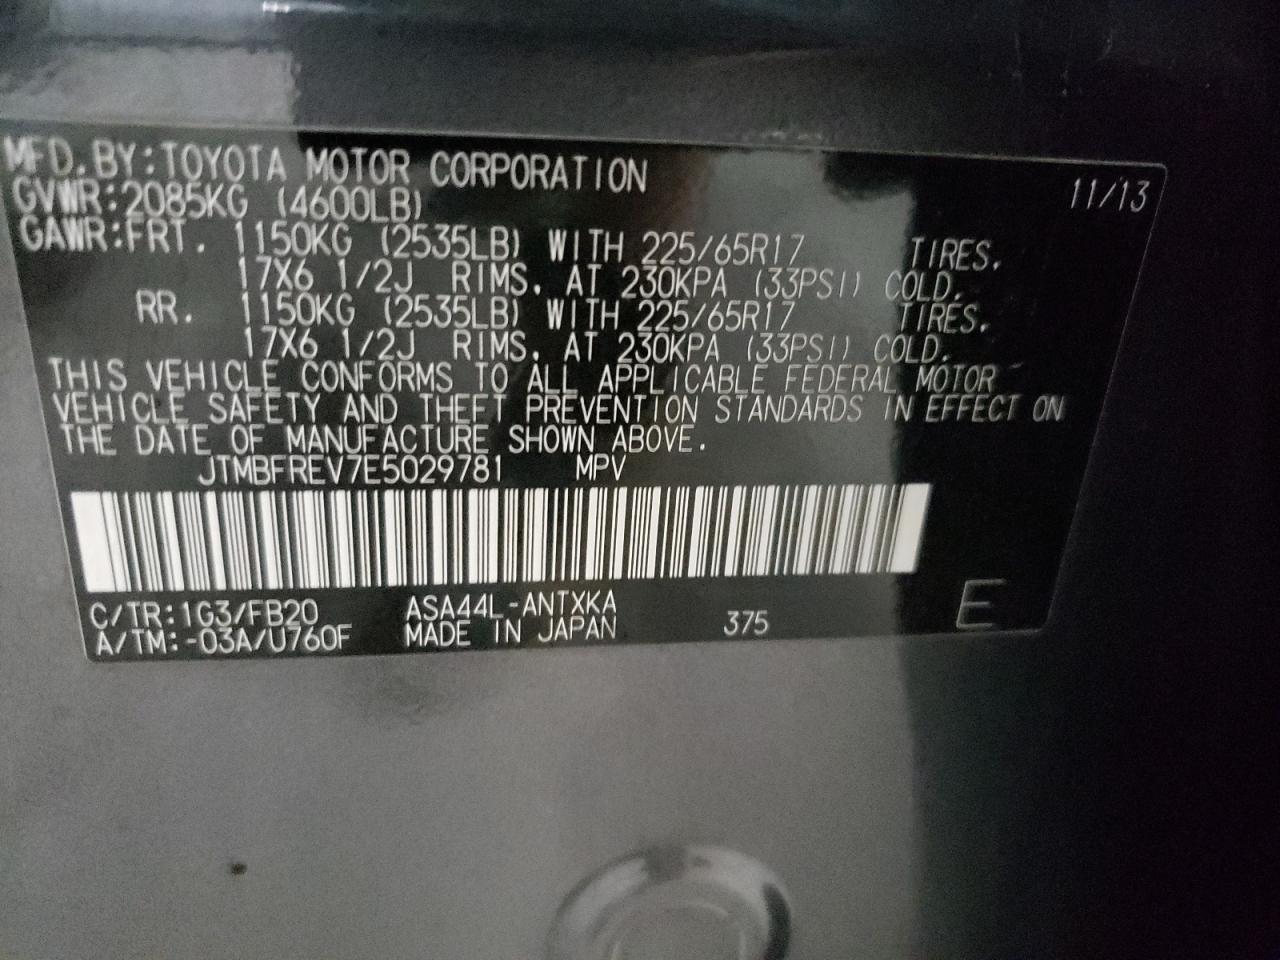 MFD.BY:TOYOTA MOTOR CORPORATION 11/13
GVWR:2085KG (4600LB)
GAWR:FRT. 1150KG (2535LB) WITH 225/65R17 TIRES.
17X6 1/2J RIMS. AT 230KPA (33PSI) COLD.
RR. 1150KG (2535LB) WITH 225/65R17 TIRES.
17X6 1/2J RIMS. AT 230KPA (33PSI) COLD.
THIS VEHICLE CONFORMS TO ALL APPLICABLE FEDERAL MOTOR
VEHICLE SAFETY AND THEFT PREVENTION STANDARDS IN EFFECT ON
THE DATE OF MANUFACTURE SHOWN ABOVE.
JTMBFREV7E5029781 MPV
C/TR:1G3/FB20 ASA44L-ANTXKA
A/TM:-03A/U760F MADE IN JAPAN 375 E